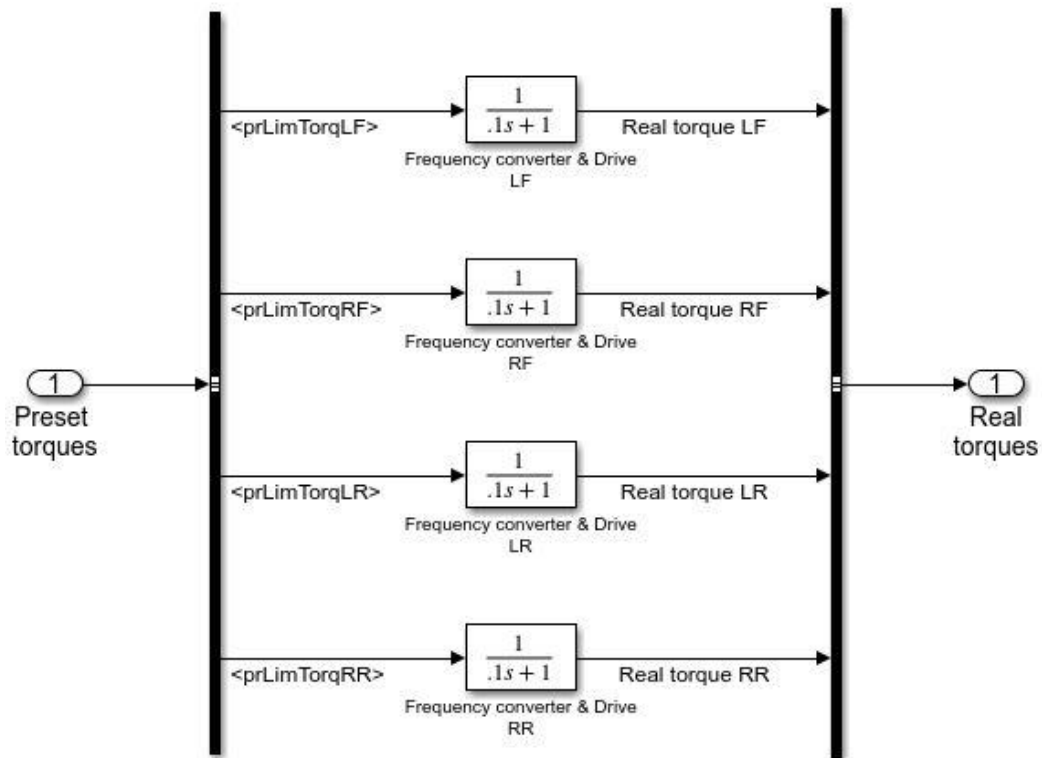 1
.1s + 1
<prLimTorqLF>
Real torque LF
Frequency converter & Drive
LF
1
.1s + 1
<prLimTorqRF>
Real torque RF
Frequency converter & Drive
RF
1
Preset
torques
1
Real
torques
1
.1s + 1
<prLimTorqLR>
Real torque LR
Frequency converter & Drive
LR
1
.1s + 1
<prLimTorqRR>
Real torque RR
Frequency converter & Drive
RR